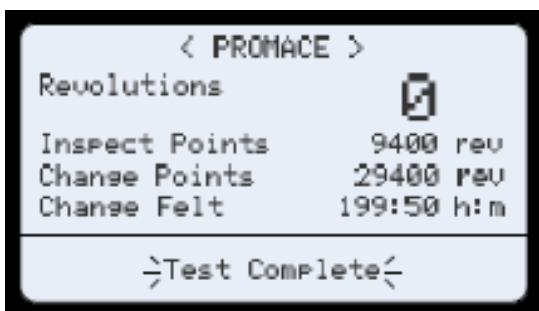 < PROMACE >
Revolutions 0
Inspect Points 9400 rev
Change Points 29400 rev
Change Felt 199:50 h:m
Test Complete